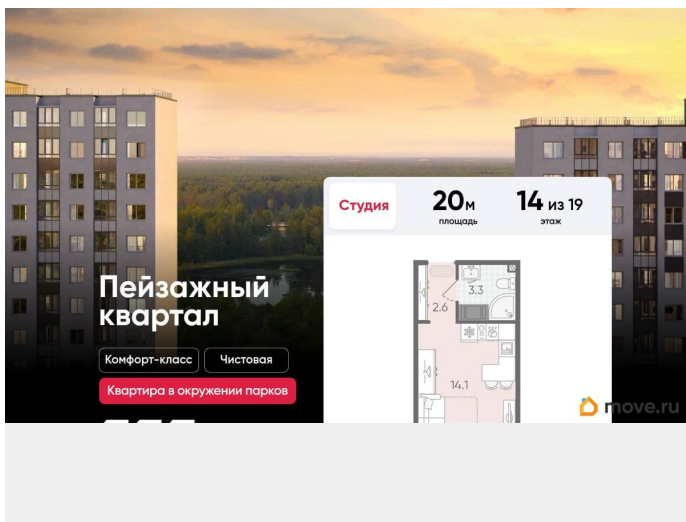 Студия
20м
площадь
14 из 19
этаж
3.3
2.6
14.1
Пейзажный
квартал
Комфорт-класс
Чистовая
Квартира в окружении парков
move.ru